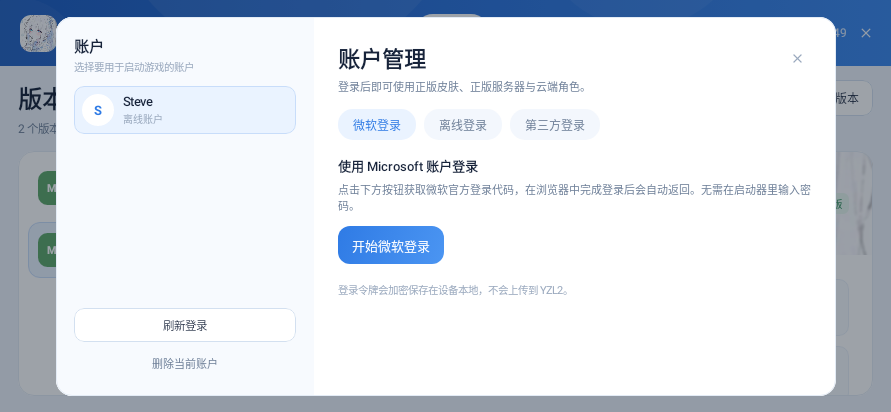 账户
选择要用于启动游戏的账户
S
Steve
离线账户
刷新登录
删除当前账户
账户管理
×
登录后即可使用正版皮肤、正版服务器与云端角色。
微软登录
离线登录
第三方登录
使用 Microsoft 账户登录
点击下方按钮获取微软官方登录代码，在浏览器中完成登录后会自动返回。无需在启动器里输入密
码。
开始微软登录
登录令牌会加密保存在设备本地，不会上传到 YZL2。
49
×
版本
2 个版本
版本
M
M
版